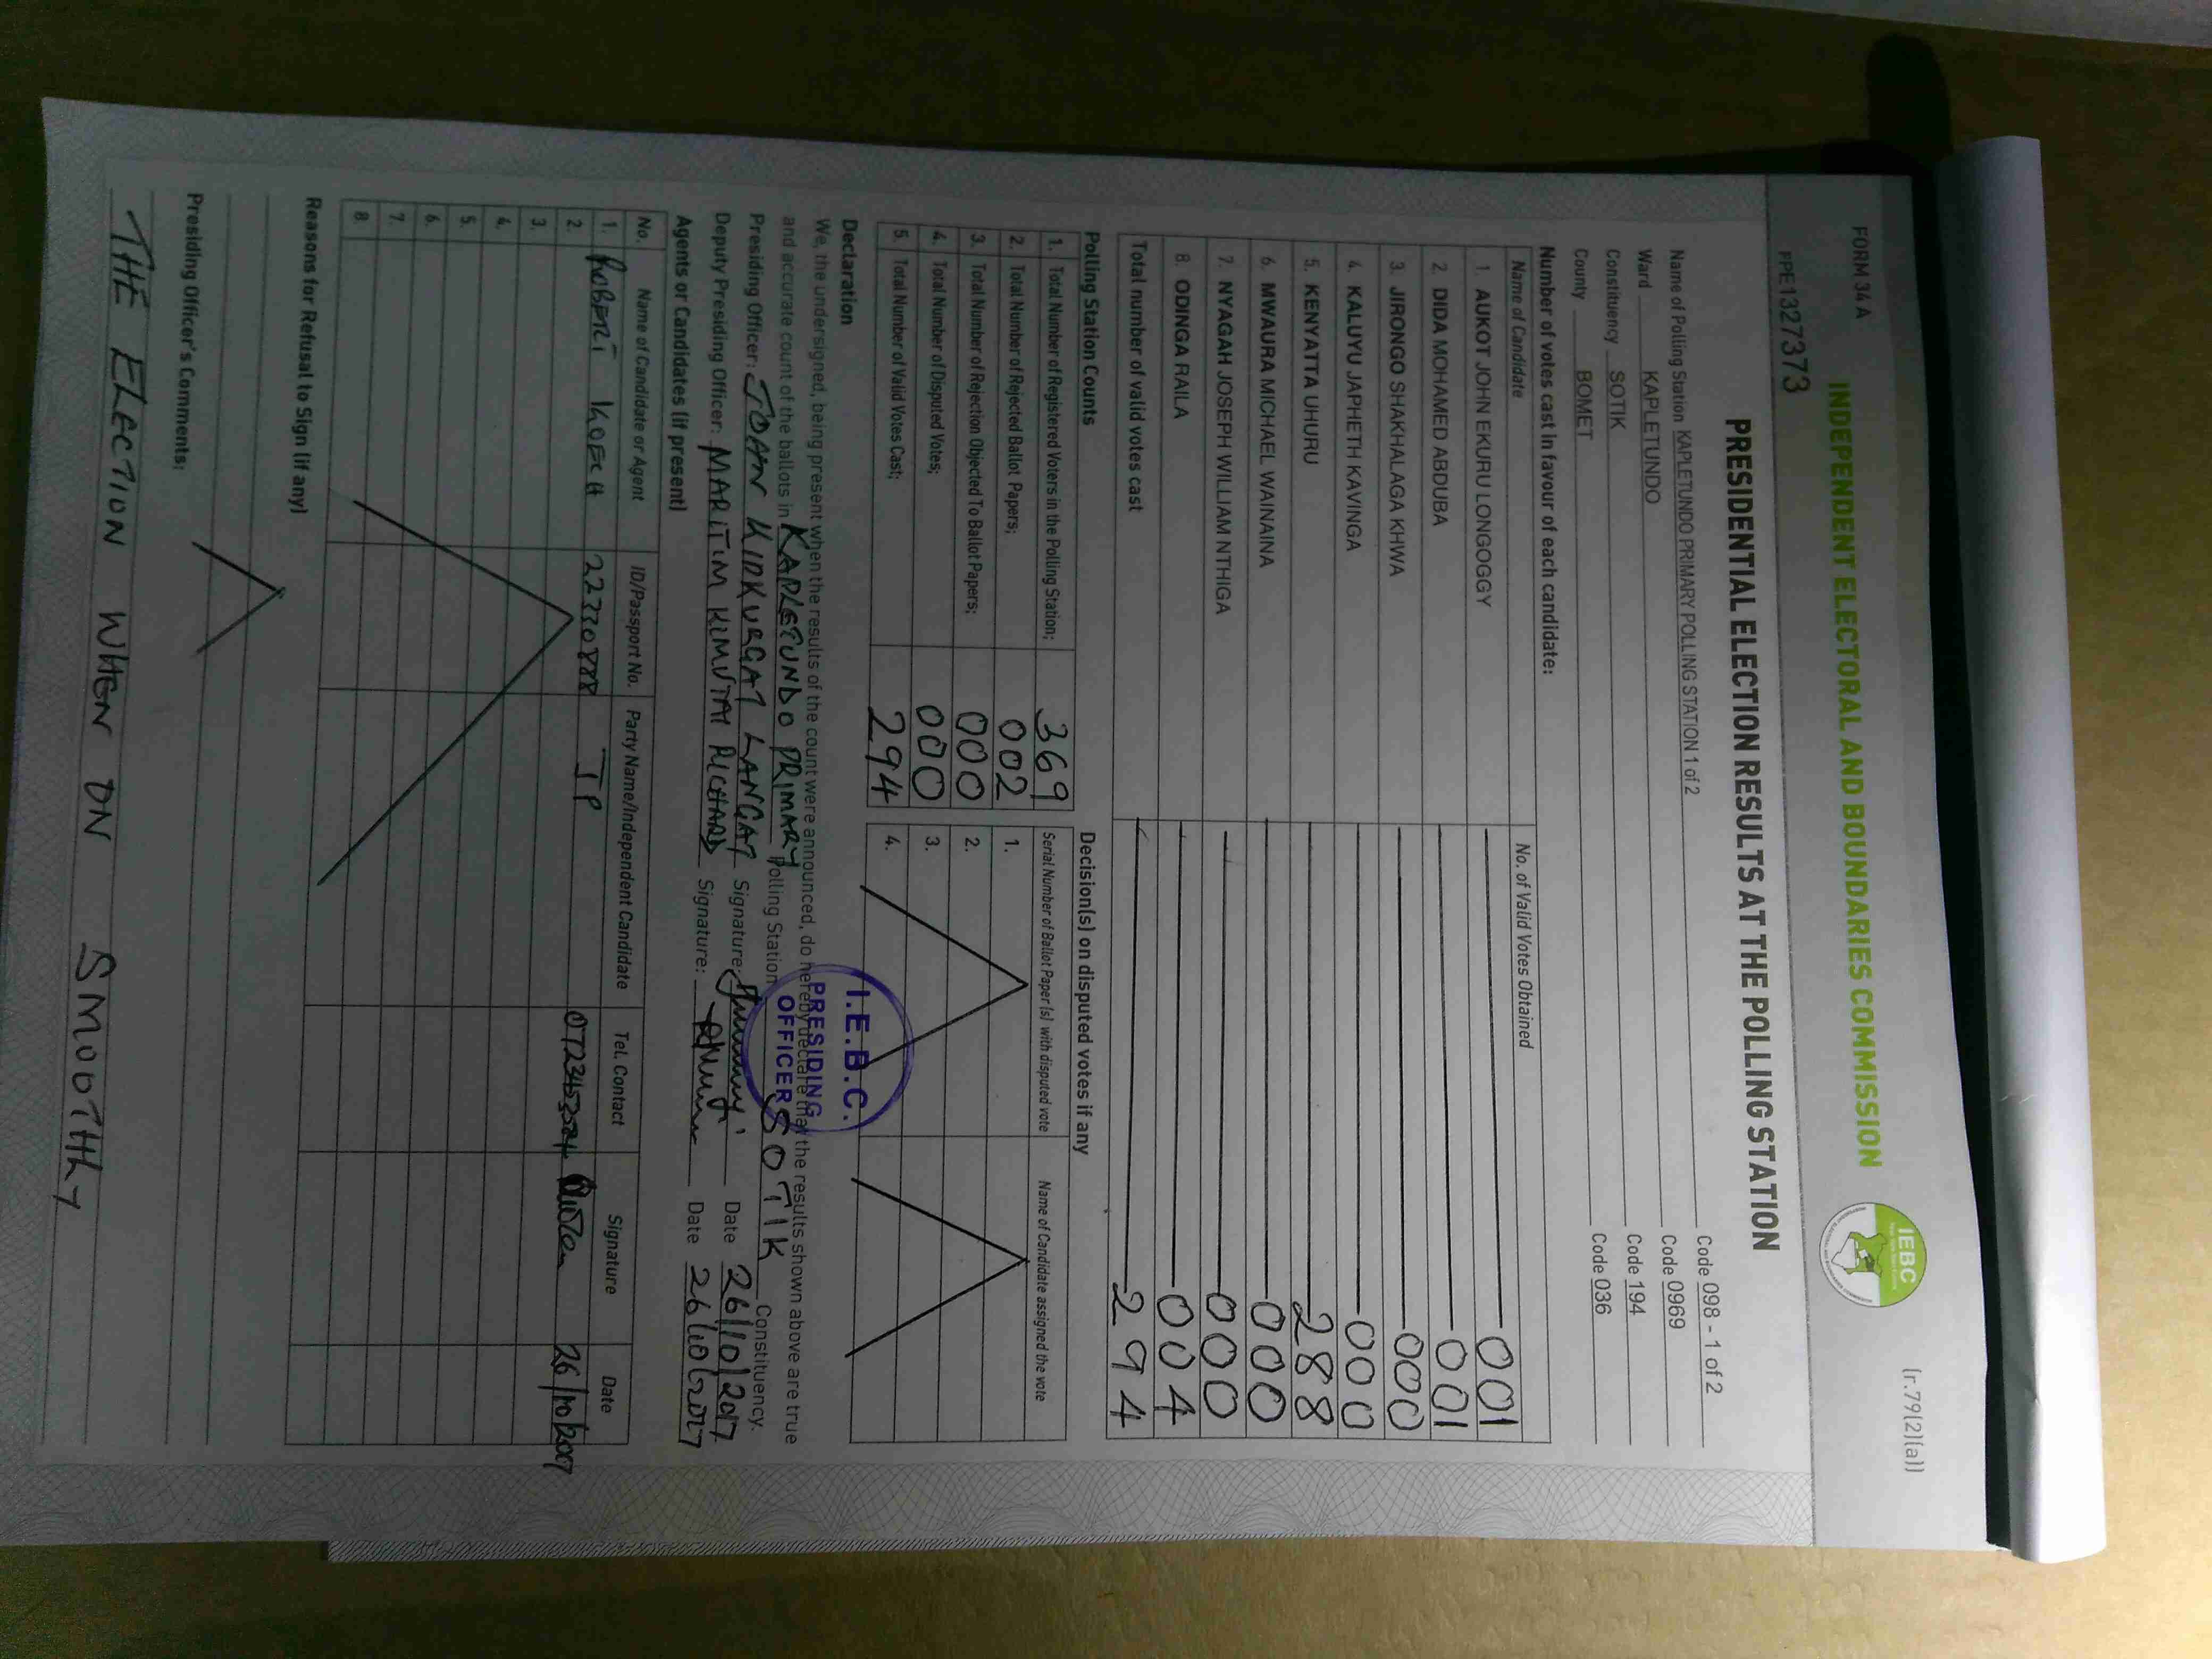 FORM 34A
(r.79(2)(a))
INDEPENDENT ELECTORAL AND BOUNDARIES COMMISSION
IEBC
PPE1327373
PRESIDENTIAL ELECTION RESULTS AT THE POLLING STATION
Name of Polling Station KAPLETUNDO PRIMARY POLLING STATION 1 of 2 Code 098 - 1 of 2
Ward KAPLETUNDO Code 0969
Constituency SOTIK Code 194
County BOMET Code 036
Number of votes cast in favour of each candidate:
Name of Candidate No. of Valid Votes Obtained
1. AUKOT JOHN EKURU LONGOGGY 001
2. DIDA MOHAMED ABDUBA 001
3. JIRONGO SHAKHALAGA KHWA 000
4. KALUYU JAPHETH KAVINGA 000
5. KENYATTA UHURU 288
6. MWAURA MICHAEL WAINAINA 000
7. NYAGAH JOSEPH WILLIAM NTHIGA 000
8. ODINGA RAILA 004
Total number of valid votes cast 294
Polling Station Counts
1. Total Number of Registered Voters in the Polling Station: 369
2. Total Number of Rejected Ballot Papers; 002
3. Total Number of Rejection Objected To Ballot Papers; 000
4. Total Number of Disputed Votes; 000
5. Total Number of Valid Votes Cast; 294
Decision(s) on disputed votes if any
Serial Number of Ballot Paper (s) with disputed vote Name of Candidate assigned the vote
1.
2.
3.
4.
Declaration
We, the undersigned, being present when the results of the count were announced, do hereby declare that the results shown above are true
and accurate count of the ballots in KAPLETUNDO PRIMARY Polling Station SOTIK Constituency.
I.E.B.C.
PRESIDING
OFFICER
Presiding Officer: JOAN KIPKURGAT LANGAT Signature: Date 26/10/2017
Deputy Presiding Officer: MARITIM KIMUTAI RICHARD Signature: Date 26/10/2017
Agents or Candidates (if present)
No. Name of Candidate or Agent ID/Passport No. Party Name/Independent Candidate Tel. Contact Signature Date
1. ROBERT KOECH 22330888 JP 26/10/2017
2.
3.
4.
5.
6.
7.
8.
Reasons for Refusal to Sign (if any)
Presiding Officer's Comments:
THE ELECTION WHEN ON SMOOTHLY